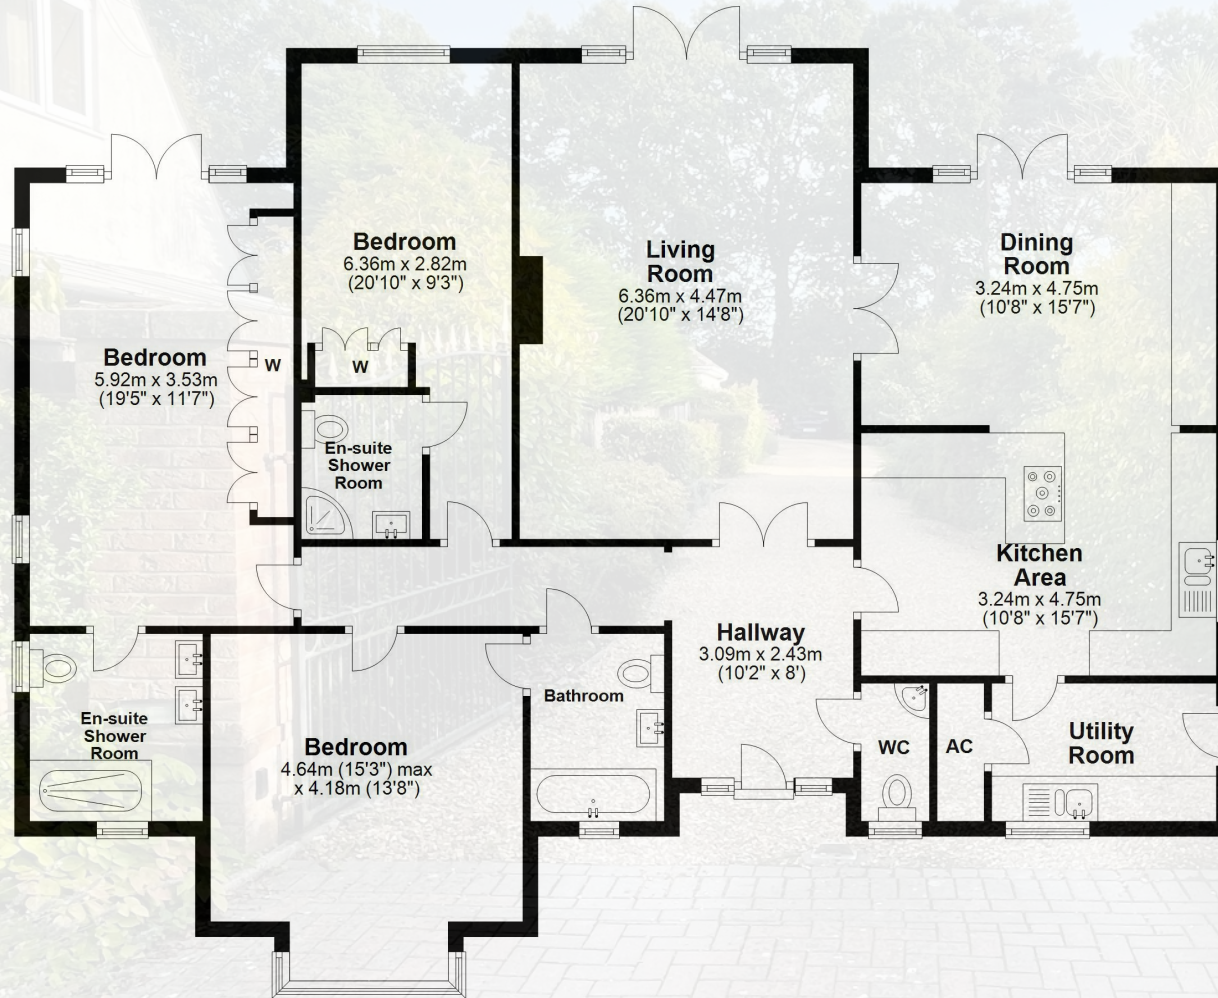 Bedroom
6.36m x 2.82m
(20'10" x 9'3")
Living
Room
6.36m x 4.47m
(20'10" x 14'8")
Dining
Room
3.24m x 4.75m
(10'8" x 15'7")
Bedroom
5.92m x 3.53m
(19'5" x 11'7")
W
W
En-suite
Shower
Room
Kitchen
Area
3.24m x 4.75m
(10'8" x 15'7")
Hallway
3.09m x 2.43m
(10'2" x 8')
En-suite
Shower
Room
Bedroom
4.64m (15'3") max
x 4.18m (13'8")
Bathroom
WC
AC
Utility
Room